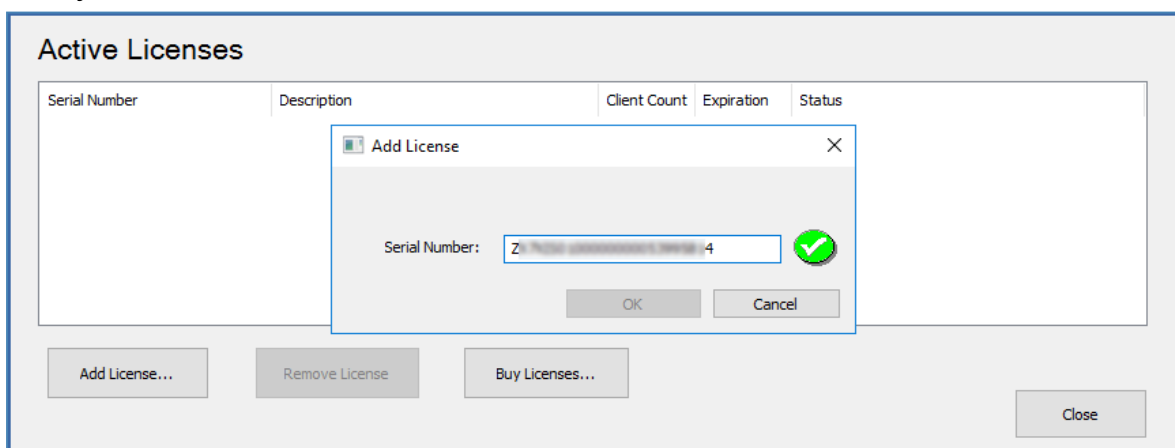 Active Licenses
Serial Number Description Client Count Expiration Status
Add License
Serial Number: Z 4
OK Cancel
Add License... Remove License Buy Licenses...
Close